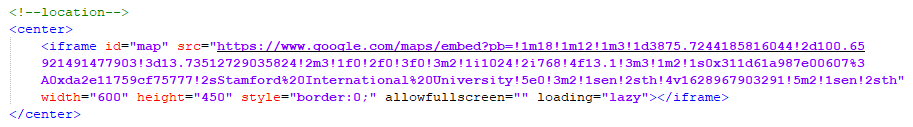 <!--location-->
<center>
<iframe id="map" src="https://www.google.com/maps/embed?pb=!1m18!1m12!1m3!1d3875.7244185816044!2d100.65
921491477903!3d13.73512729035824!2m3!1f0!2f0!3f0!3m2!1i1024!2i768!4f13.1!3m3!1m2!1s0x311d61a987e00607%3
A0xda2e11759cf75777!2sStamford%20International%20University!5e0!3m2!1sen!2sth!4v1628967903291!5m2!1sen!2sth"
width="600" height="450" style="border:0;" allowfullscreen="" loading="lazy"></iframe>
</center>